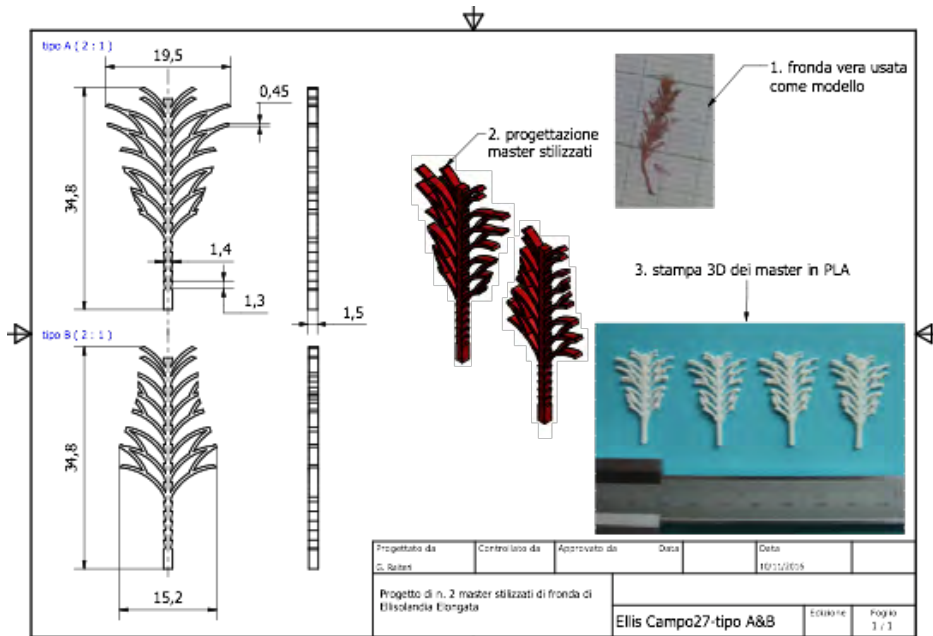 tipo A ( 2 : 1 )
19,5
0,45
34,8
1,4
1,3
1,5
tipo B ( 2 : 1 )
34,8
15,2
1. fronda vera usata
come modello
2. progettazione
master stilizzati
3. stampa 3D dei master in PLA
Progettato da
Controllato da
Approvato da
Data
Data
G. Raiteri
10/11/2016
Progetto di n. 2 master stilizzati di fronda di
Ellisolandia Elongata
Ellis Campo27-tipo A&B
Edizione
Foglio
1 / 1